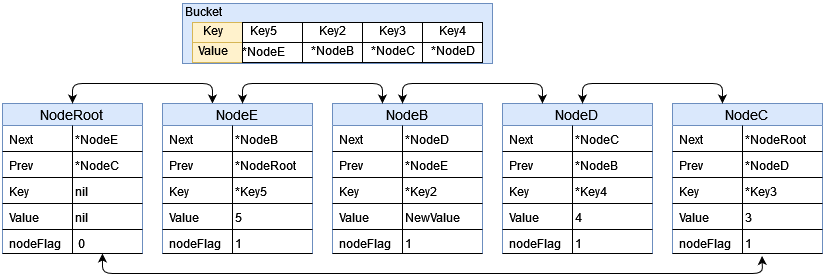 Bucket
Key Key5 Key2 Key3 Key4
Value *NodeE *NodeB *NodeC *NodeD
NodeRoot NodeE NodeB NodeD NodeC
Next *NodeE Next *NodeB Next *NodeD Next *NodeC Next *NodeRoot
Prev *NodeC Prev *NodeRoot Prev *NodeE Prev *NodeB Prev *NodeD
Key nil Key *Key5 Key *Key2 Key *Key4 Key *Key3
Value nil Value 5 Value NewValue Value 4 Value 3
nodeFlag 0 nodeFlag 1 nodeFlag 1 nodeFlag 1 nodeFlag 1